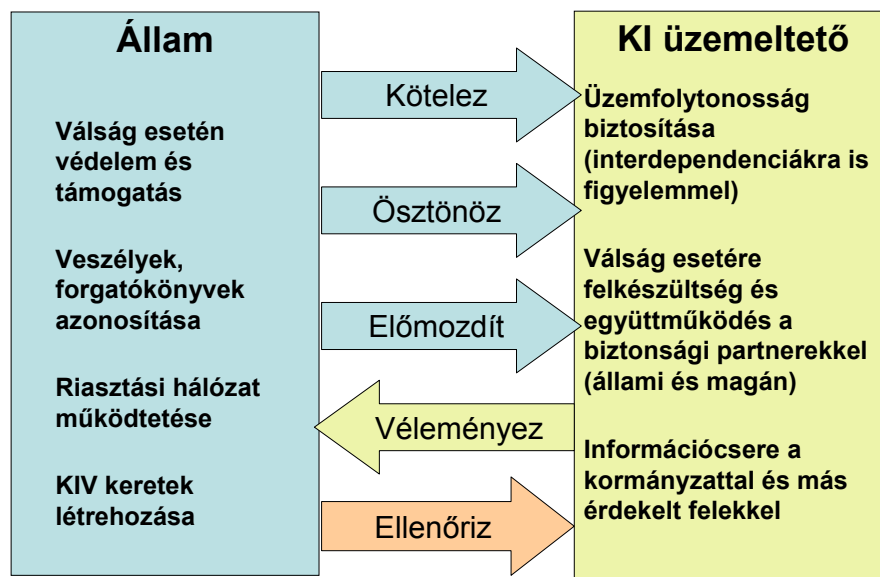 Állam
Válság esetén
védelem és
támogatás
Veszélyek,
forgatókönyvek
azonosítása
Riasztási hálózat
működtetése
KIV keretek
létrehozása
Kötelez
Ösztönöz
Előmozdít
Véleményez
Ellenőriz
KI üzemeltető
Üzemfolytonosság
biztosítása
(interdependenciákra is
figyelemmel)
Válság esetére
felkészültség és
együttműködés a
biztonsági partnerekkel
(állami és magán)
Információcsere a
kormányzattal és más
érdekelt felekkel